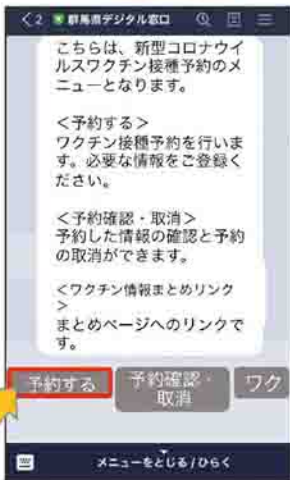 <2 群馬県デジタル窓口
こちらは、新型コロナウイ
ルスワクチン接種予約のメ
ニューとなります。
<予約する>
ワクチン接種予約を行いま
す。必要な情報をご登録く
ださい。
<予約確認・取消>
予約した情報の確認と予約
の取消ができます。
<ワクチン情報まとめリンク
>
まとめページへのリンクで
す。
予約する
予約確認・
取消
ワク
メニューをとじる/ひらく